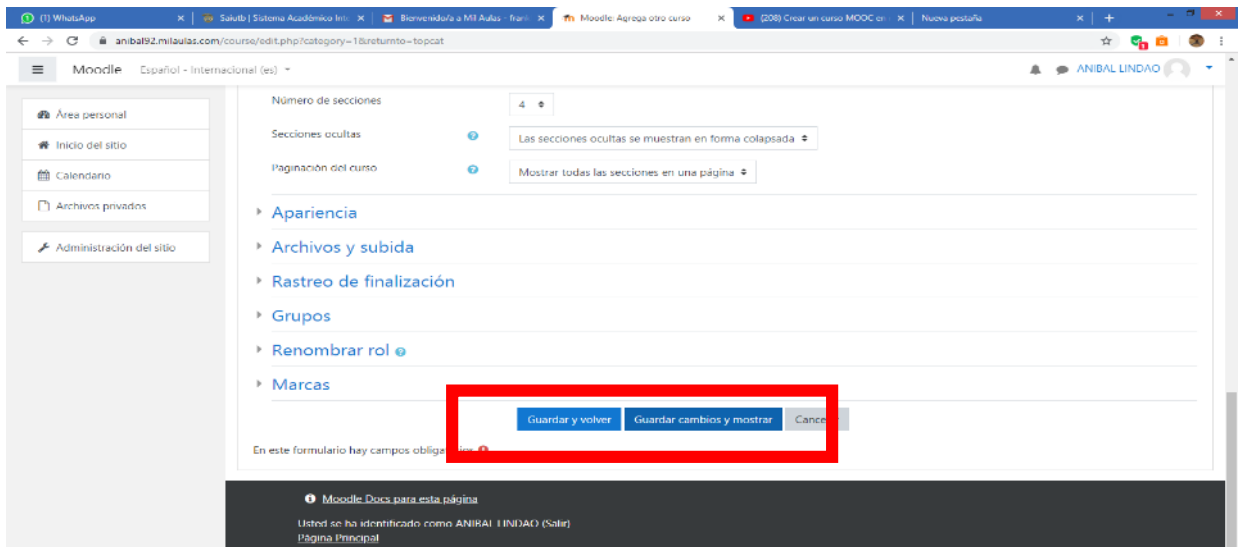 (1) WhatsApp
Saiutb | Sistema Académico Int
Bienvenido/a a Mil Aulas - frank
Moodle: Agrega otro curso
(208) Crear un curso MOOC en
Nueva pestaña
anibal92.milaulas.com/course/edit.php?category=1&returnto=topcat
Moodle Español - Internacional (es)
ANIBAL LINDAO
Área personal
Inicio del sitio
Calendario
Archivos privados
Administración del sitio
Número de secciones 4
Secciones ocultas Las secciones ocultas se muestran en forma colapsada
Paginación del curso Mostrar todas las secciones en una página
Apariencia
Archivos y subida
Rastreo de finalización
Grupos
Renombrar rol
Marcas
Guardar y volver Guardar cambios y mostrar Cance
En este formulario hay campos obliga
Moodle Docs para esta página
Usted se ha identificado como ANIBAL LINDAO (Salir)
Página Principal